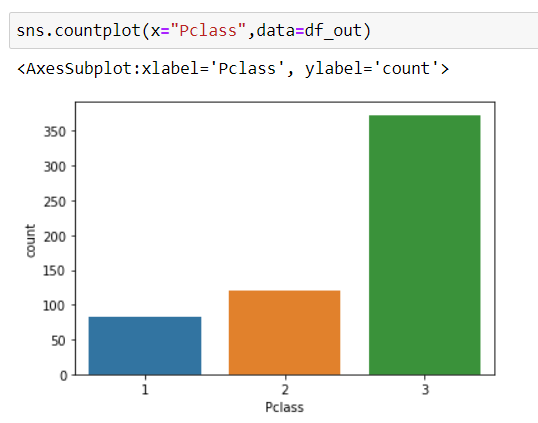 sns.countplot(x="Pclass",data=df_out)
<AxesSubplot:xlabel='Pclass', ylabel='count'>
350
300
250
200
150
100
50
0
count
1 2 3
Pclass